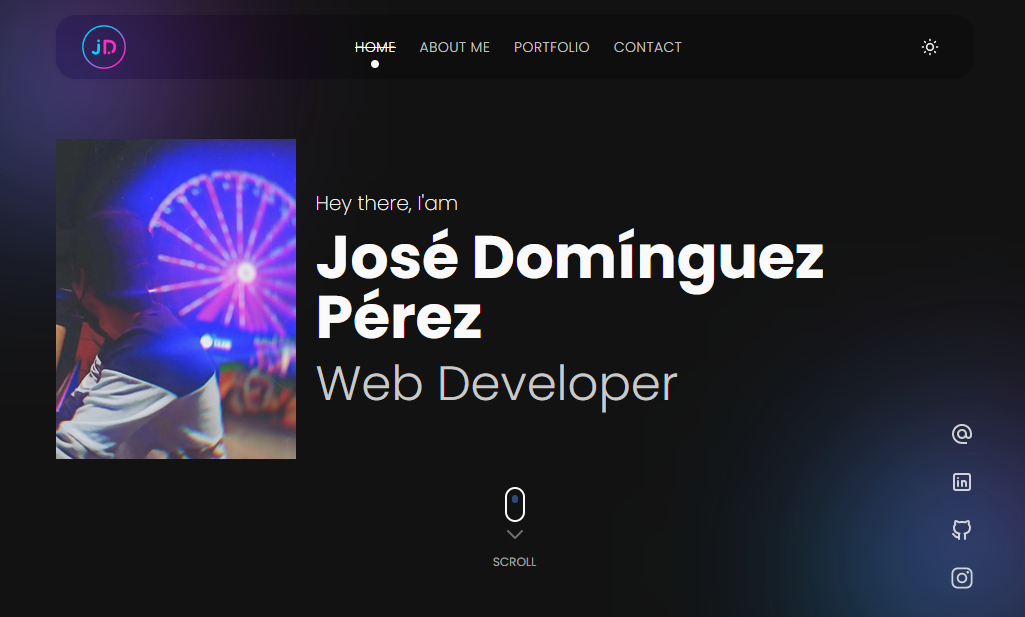 JD
HOME ABOUT ME PORTFOLIO CONTACT
Hey there, I'am
José Domínguez
Pérez
Web Developer
SCROLL